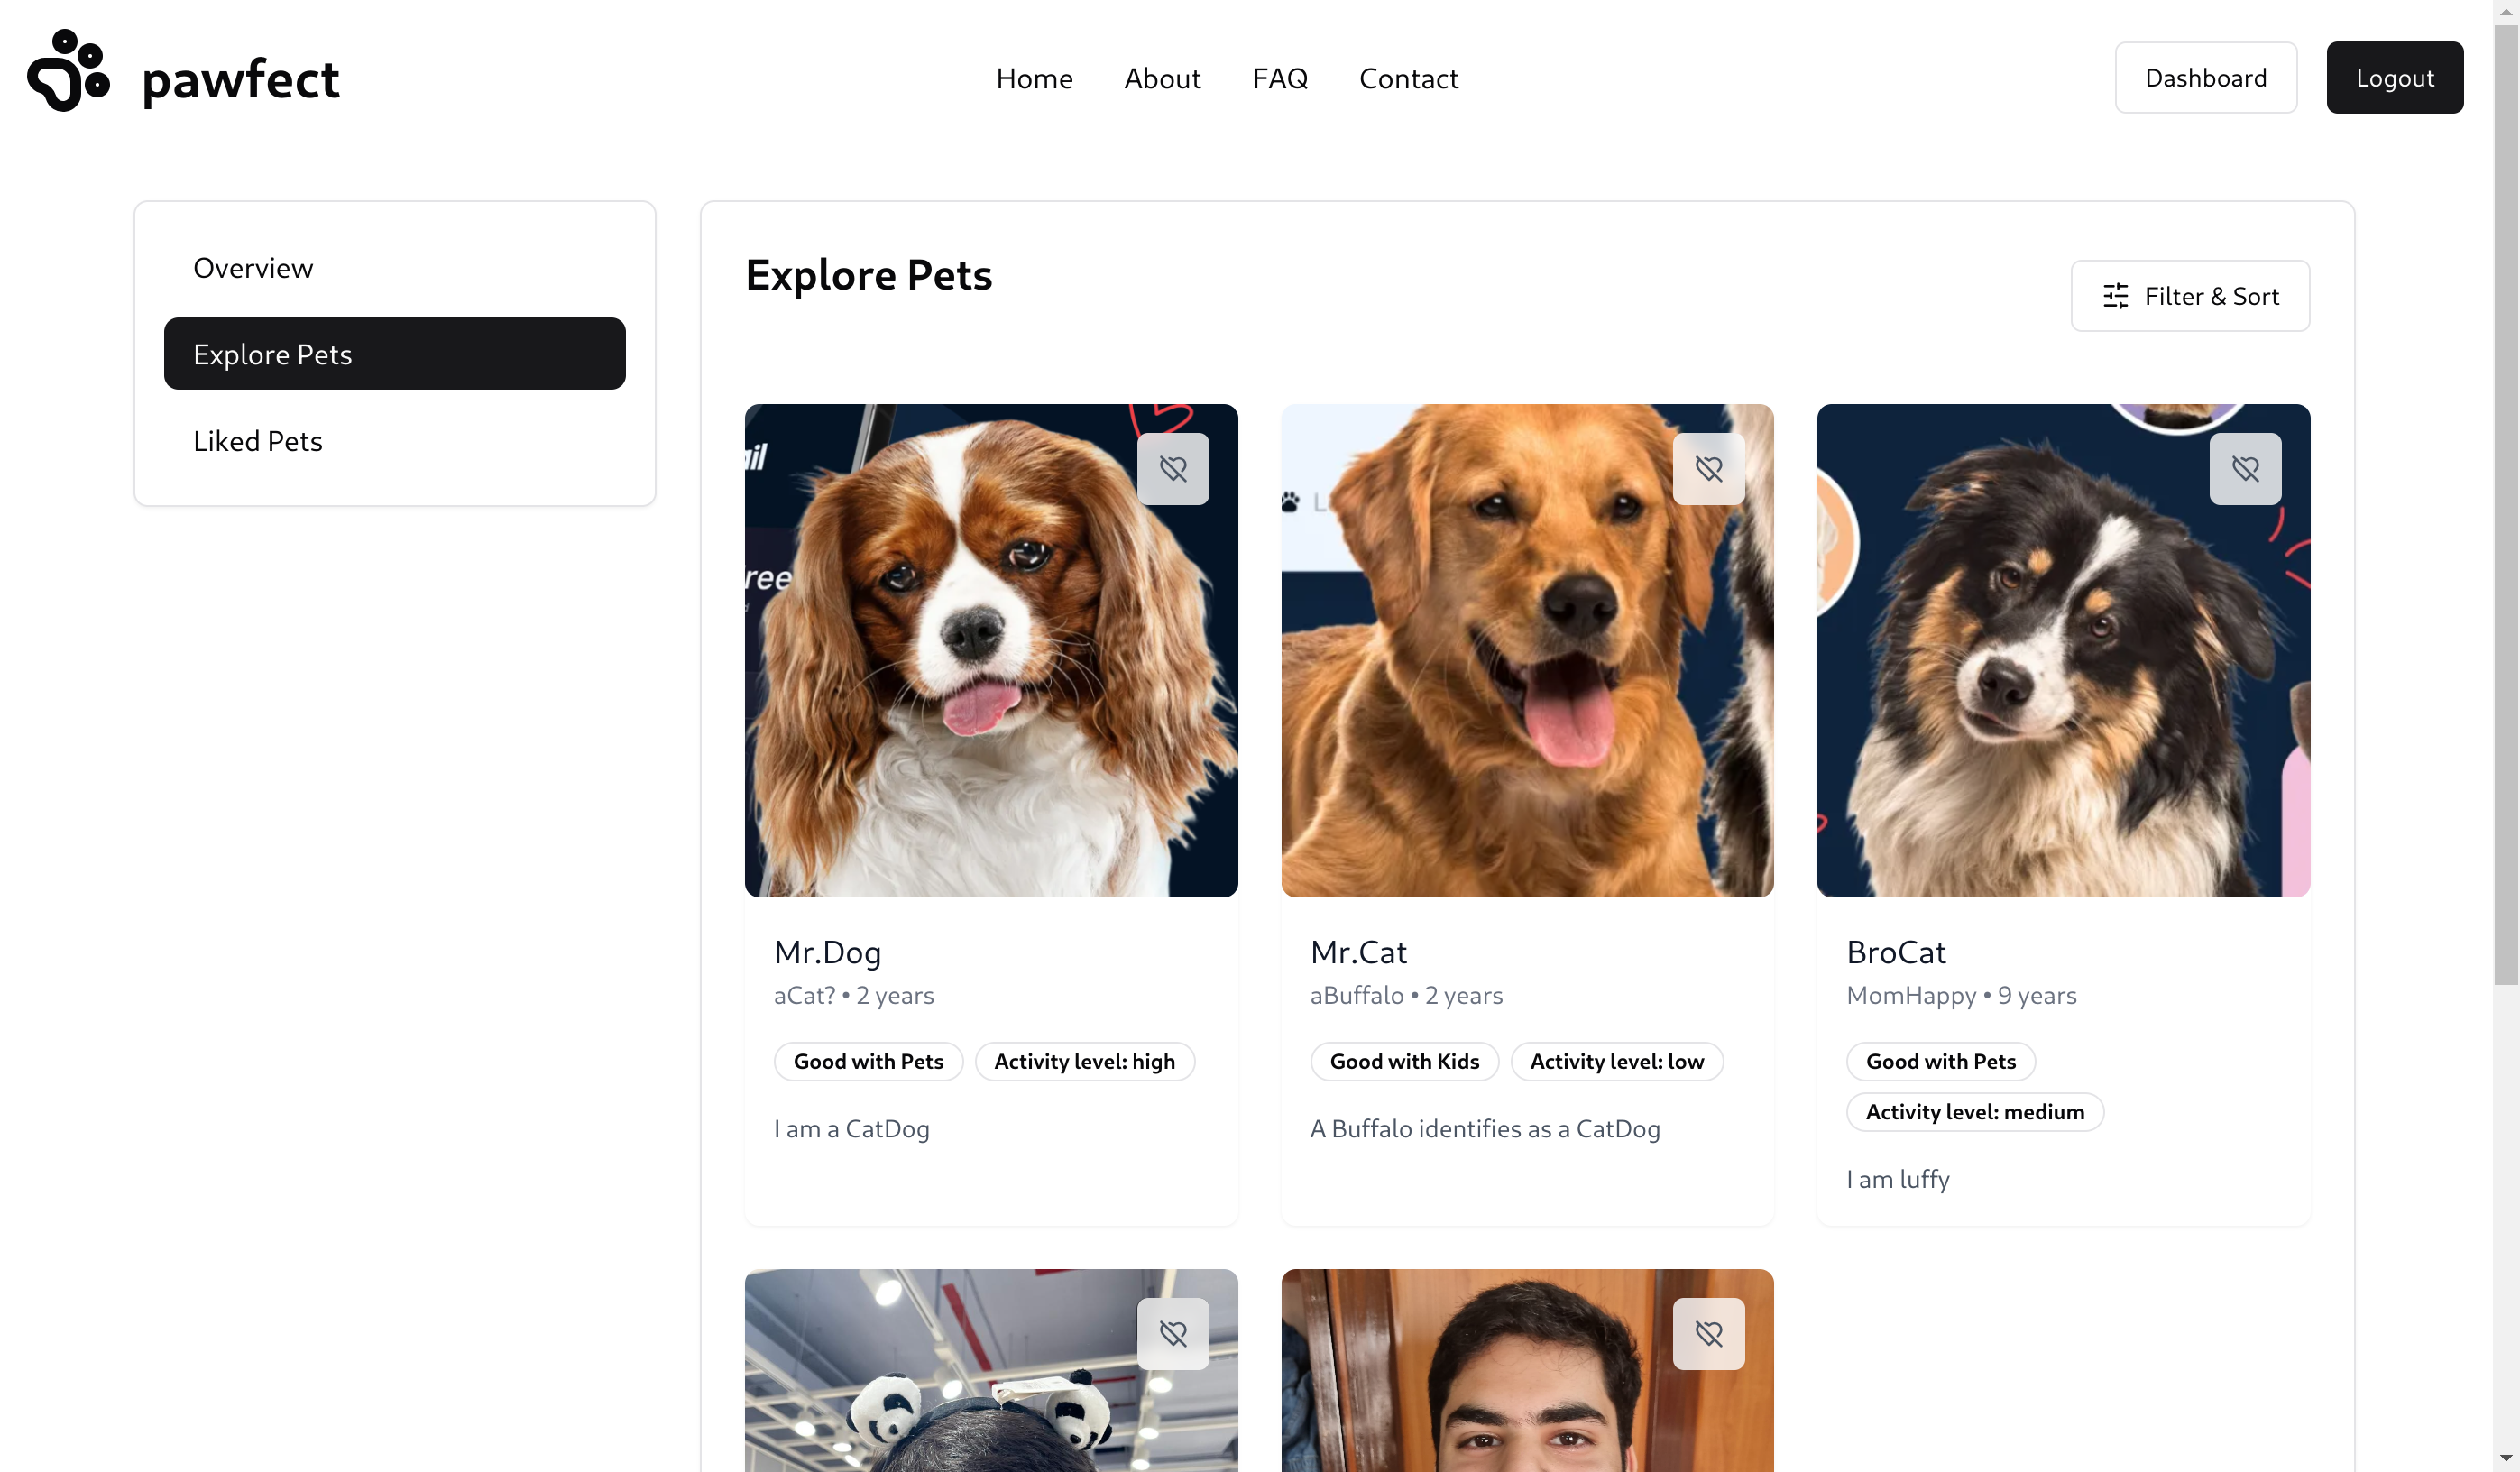 pawfect
Home About FAQ Contact
Dashboard Logout
Overview
Explore Pets
Liked Pets
Explore Pets
Filter & Sort
Mr.Dog
aCat? • 2 years
Good with Pets Activity level: high
I am a CatDog
Mr.Cat
aBuffalo • 2 years
Good with Kids Activity level: low
A Buffalo identifies as a CatDog
BroCat
MomHappy • 9 years
Good with Pets
Activity level: medium
I am luffy